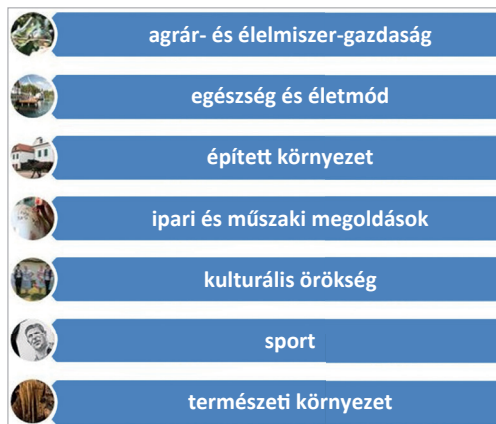 agrár- és élelmiszer-gazdaság
egészség és életmód
épített környezet
ipari és műszaki megoldások
kulturális örökség
sport
természeti környezet